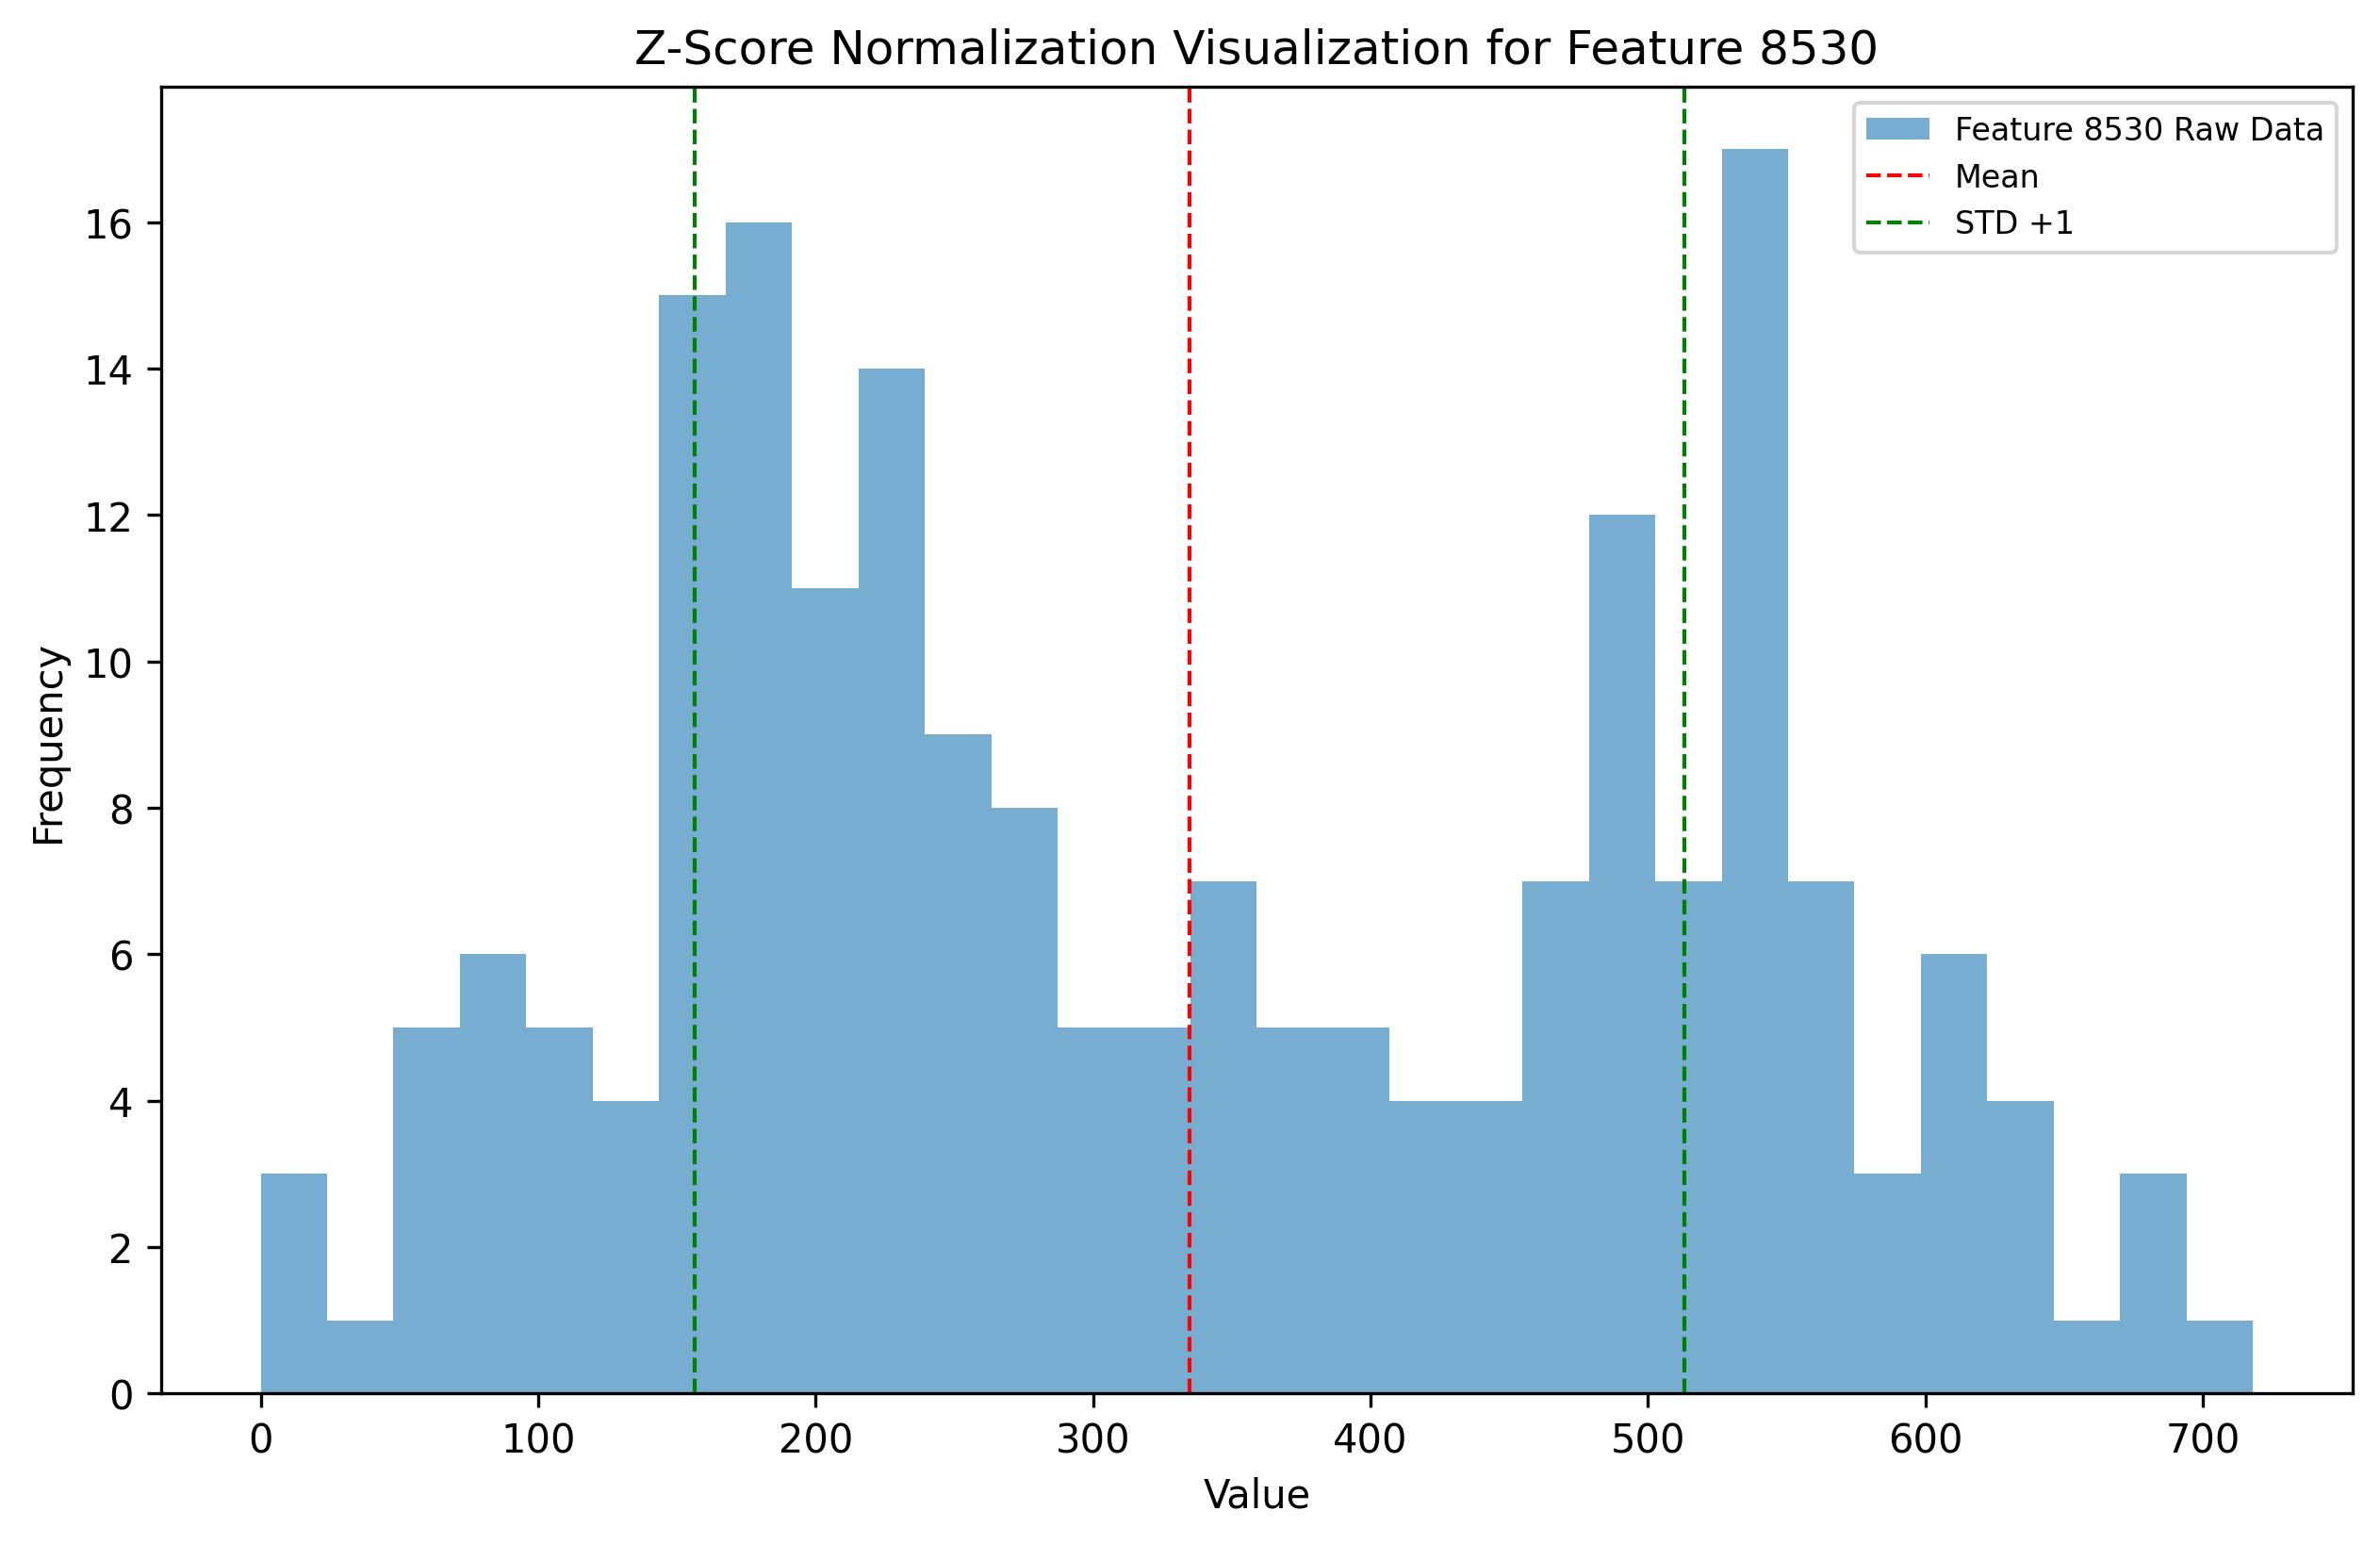 Z-Score Normalization Visualization for Feature 8530
Feature 8530 Raw Data
Mean
STD +1
Frequency
16
14
12
10
8
6
4
2
0
0 100 200 300 400 500 600 700
Value